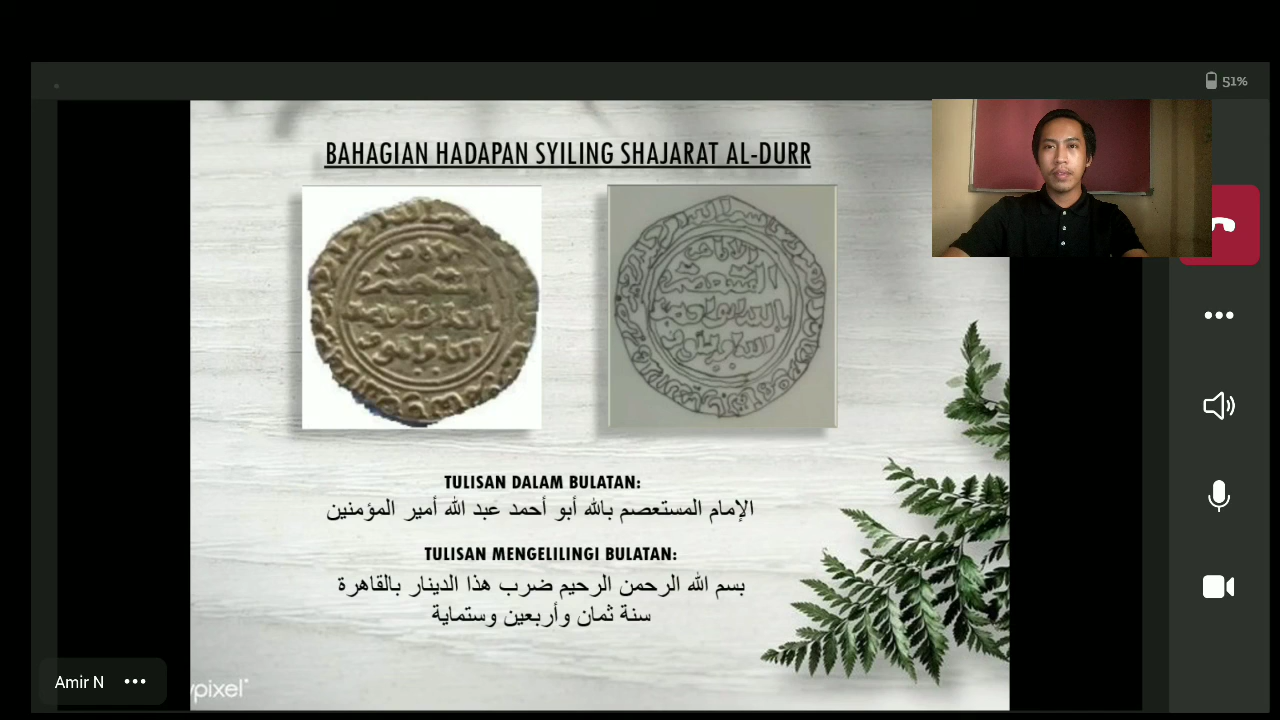 51%
BAHAGIAN HADAPAN SYILING SHAJARAT AL-DURR
TULISAN DALAM BULATAN:
الإمام المستعصم بالله أبو أحمد عبد الله أمير المؤمنين
TULISAN MENGELILINGI BULATAN:
بسم الله الرحمن الرحيم ضرب هذا الدينار بالقاهرة
سنة ثمان وأربعين وستماية
Amir N
pixel